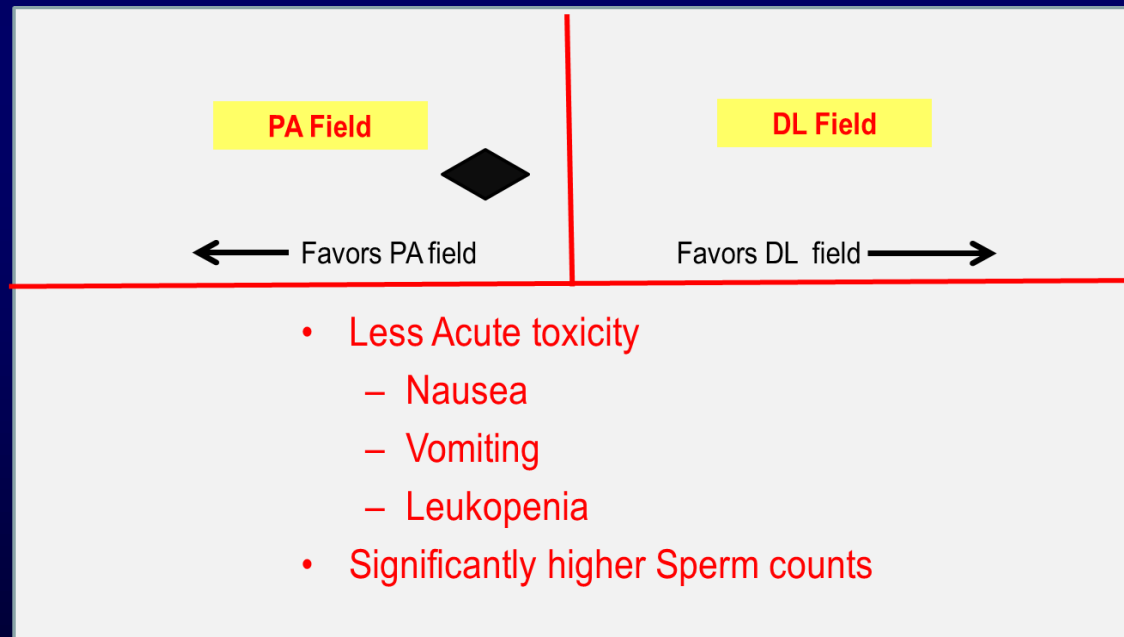 PA Field
DL Field
Favors PA field
Favors DL field
• Less Acute toxicity
– Nausea
– Vomiting
– Leukopenia
• Significantly higher Sperm counts